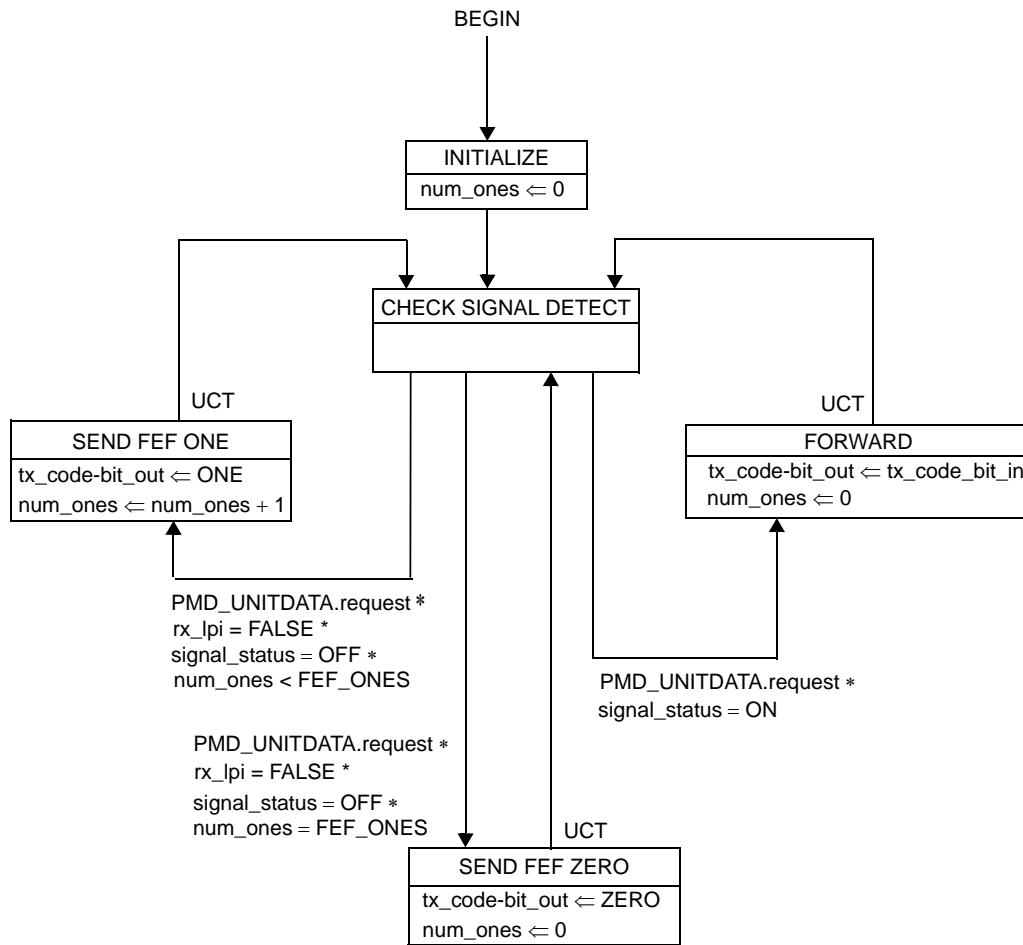 BEGIN
INITIALIZE
num_ones ⇐ 0
CHECK SIGNAL DETECT
UCT
SEND FEF ONE
tx_code-bit_out ⇐ ONE
num_ones ⇐ num_ones + 1
UCT
FORWARD
tx_code-bit_out ⇐ tx_code_bit_in
num_ones ⇐ 0
PMD_UNITDATA.request *
rx_lpi = FALSE *
signal_status = OFF *
num_ones < FEF_ONES
PMD_UNITDATA.request *
signal_status = ON
PMD_UNITDATA.request *
rx_lpi = FALSE *
signal_status = OFF *
num_ones = FEF_ONES
UCT
SEND FEF ZERO
tx_code-bit_out ⇐ ZERO
num_ones ⇐ 0